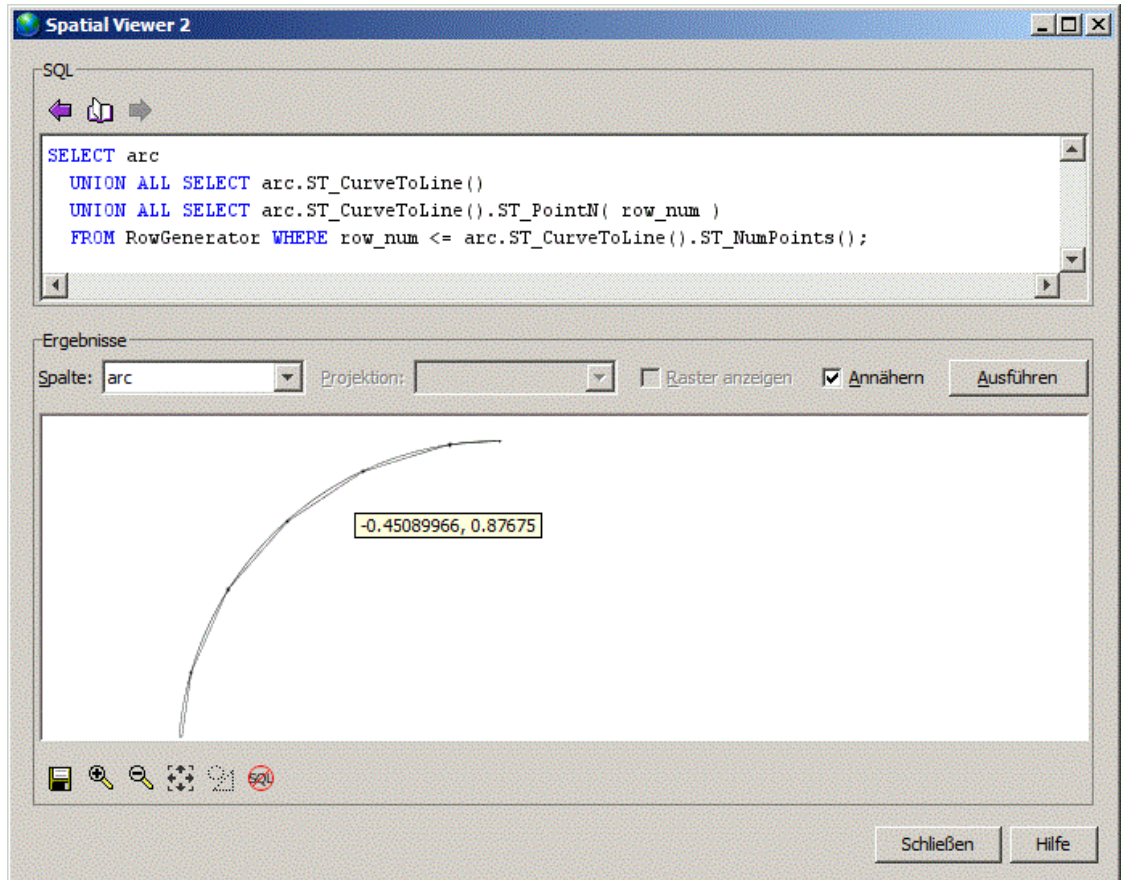 Spatial Viewer 2
SQL
SELECT arc
UNION ALL SELECT arc.ST_CurveToLine()
UNION ALL SELECT arc.ST_CurveToLine().ST_PointN( row_num )
FROM RowGenerator WHERE row_num <= arc.ST_CurveToLine().ST_NumPoints();
Ergebnisse
Spalte: arc Projektion: Raster anzeigen Annähern Ausführen
-0.45089966, 0.87675
SQL
Schließen Hilfe